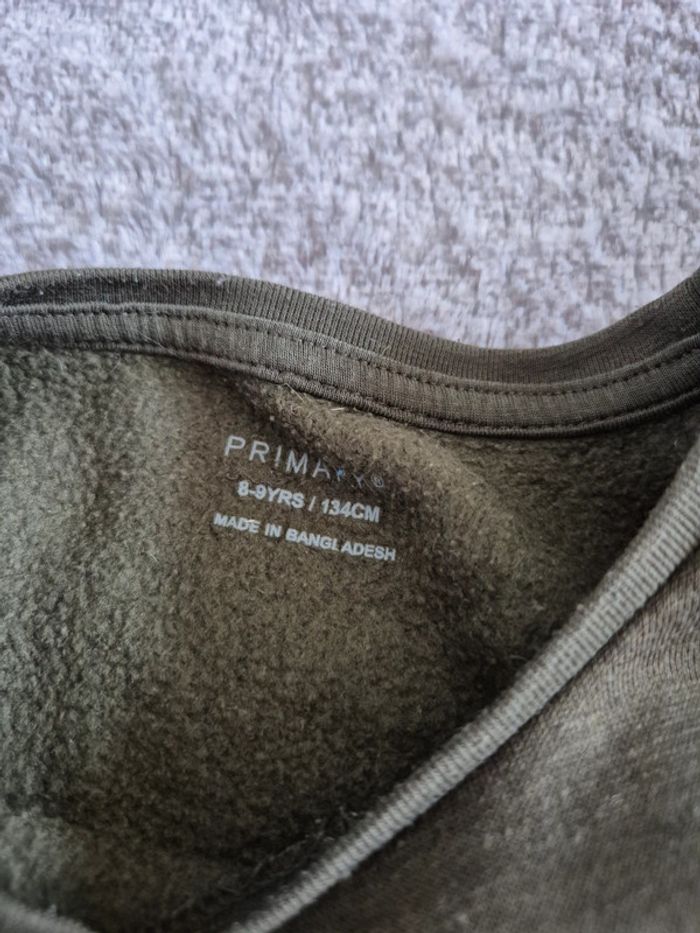 PRIMARK®
8-9YRS / 134CM
MADE IN BANGLADESH